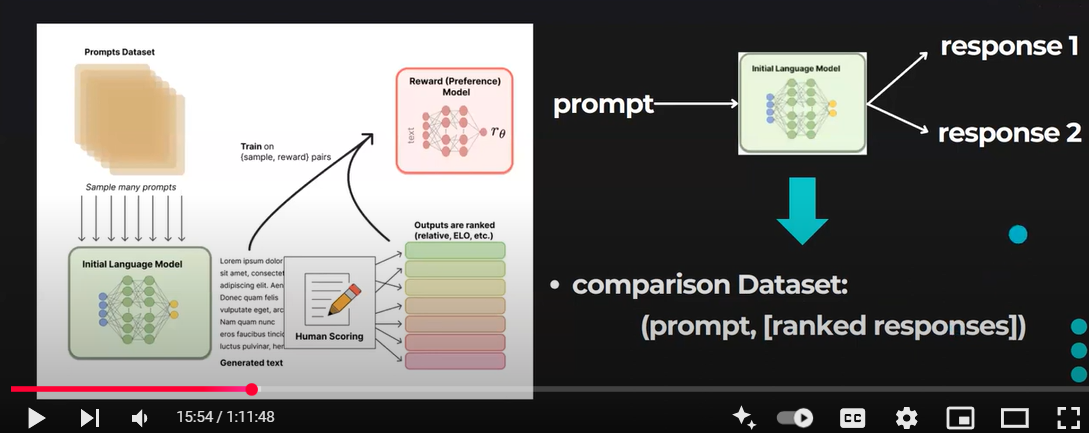 Prompts Dataset
Sample many prompts
Initial Language Model
Train on
{sample, reward} pairs
Reward (Preference)
Model
text
rθ
Outputs are ranked
(relative, ELO, etc.)
Lorem ipsum dolor
sit amet, consectet
adipiscing elit. Aen
Donec quam felis
vulputate eget, arc
Nam quam nunc
eros faucibus tincid
luctus pulvinar, her
Human Scoring
Generated text
prompt
Initial Language Model
response 1
response 2
• comparison Dataset:
(prompt, [ranked responses])
15:54 / 1:11:48
CC